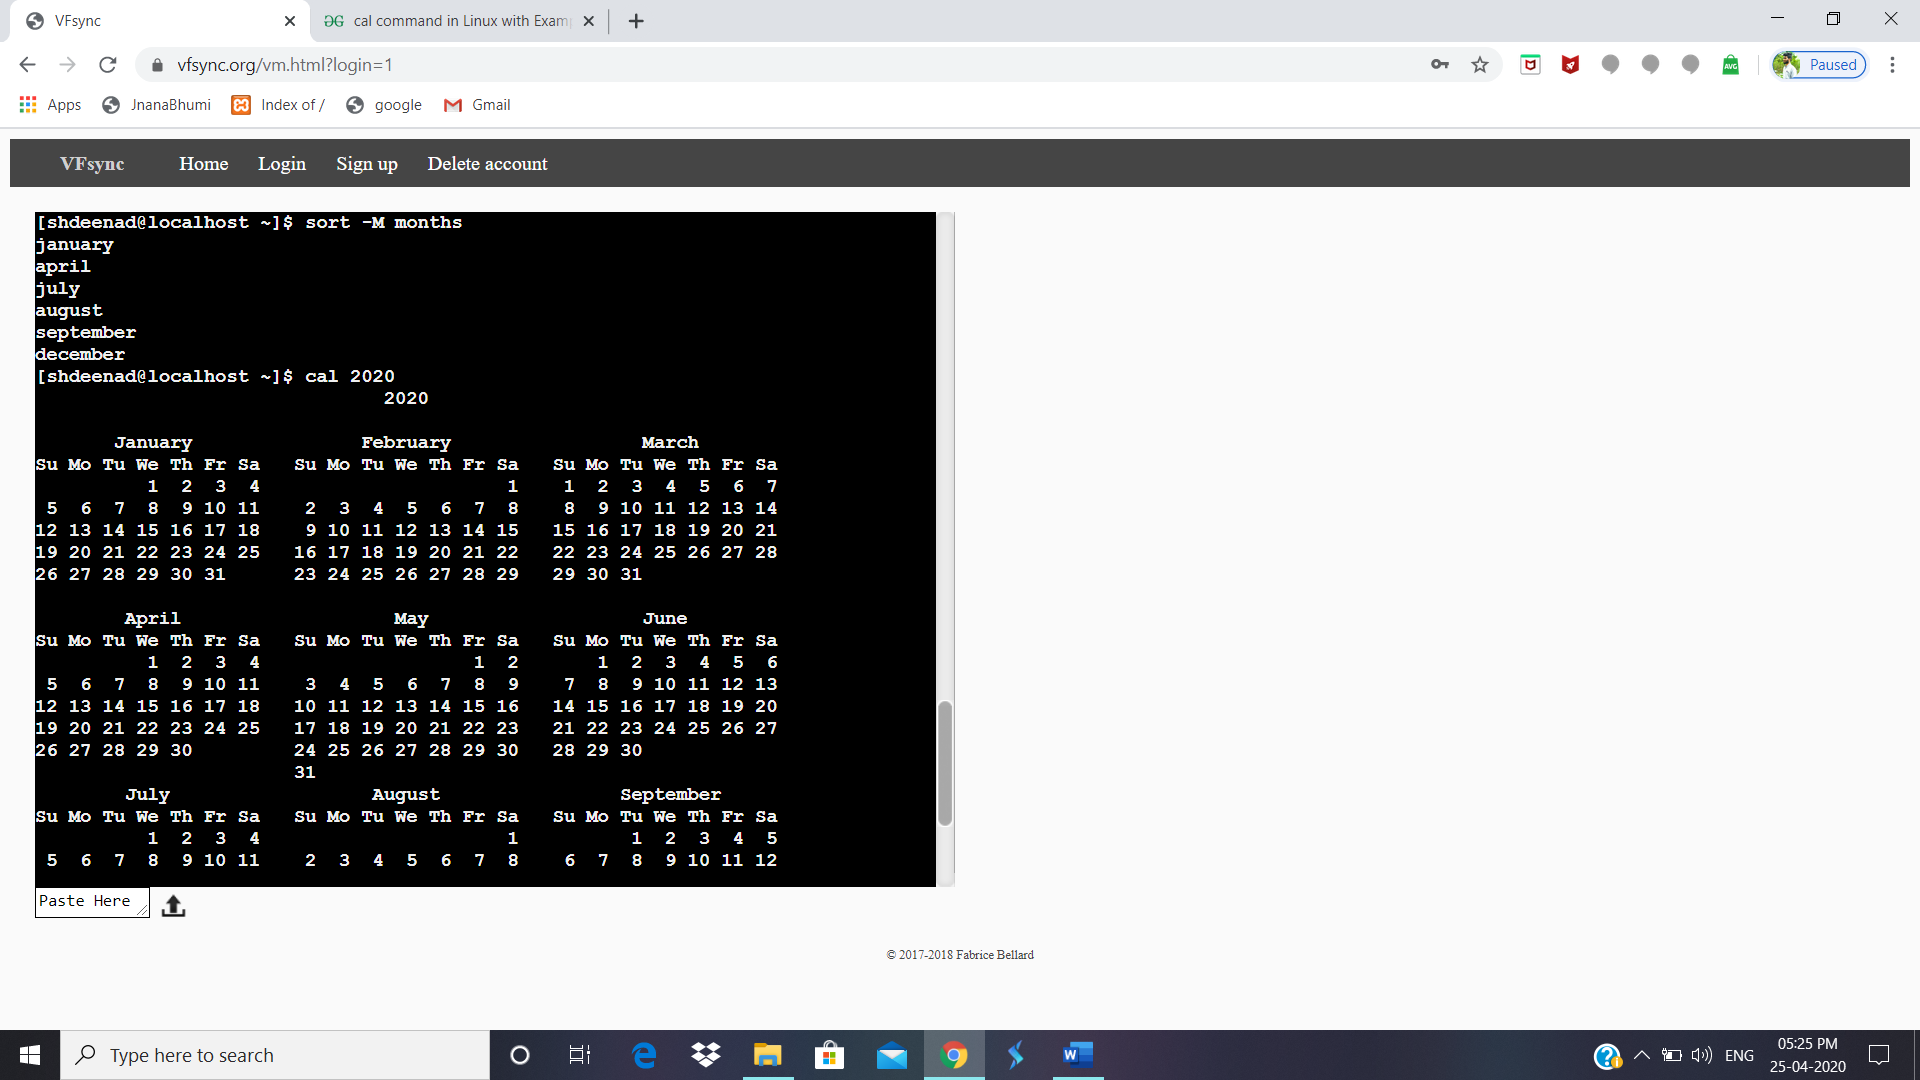 VFsync
cal command in Linux with Exam
vfsync.org/vm.html?login=1
Paused
Apps JnanaBhumi Index of / google Gmail
VFsync Home Login Sign up Delete account
[shdeenad@localhost ~]$ sort -M months
january
april
july
august
september
december
[shdeenad@localhost ~]$ cal 2020
                               2020

       January                February                 March
Su Mo Tu We Th Fr Sa   Su Mo Tu We Th Fr Sa   Su Mo Tu We Th Fr Sa
          1  2  3  4                      1    1  2  3  4  5  6  7
 5  6  7  8  9 10 11    2  3  4  5  6  7  8    8  9 10 11 12 13 14
12 13 14 15 16 17 18    9 10 11 12 13 14 15   15 16 17 18 19 20 21
19 20 21 22 23 24 25   16 17 18 19 20 21 22   22 23 24 25 26 27 28
26 27 28 29 30 31      23 24 25 26 27 28 29   29 30 31

        April                   May                    June
Su Mo Tu We Th Fr Sa   Su Mo Tu We Th Fr Sa   Su Mo Tu We Th Fr Sa
          1  2  3  4                   1  2       1  2  3  4  5  6
 5  6  7  8  9 10 11    3  4  5  6  7  8  9    7  8  9 10 11 12 13
12 13 14 15 16 17 18   10 11 12 13 14 15 16   14 15 16 17 18 19 20
19 20 21 22 23 24 25   17 18 19 20 21 22 23   21 22 23 24 25 26 27
26 27 28 29 30         24 25 26 27 28 29 30   28 29 30
                       31
        July                  August                September
Su Mo Tu We Th Fr Sa   Su Mo Tu We Th Fr Sa   Su Mo Tu We Th Fr Sa
          1  2  3  4                      1          1  2  3  4  5
 5  6  7  8  9 10 11    2  3  4  5  6  7  8    6  7  8  9 10 11 12
Paste Here
© 2017-2018 Fabrice Bellard
Type here to search
ENG
05:25 PM
25-04-2020